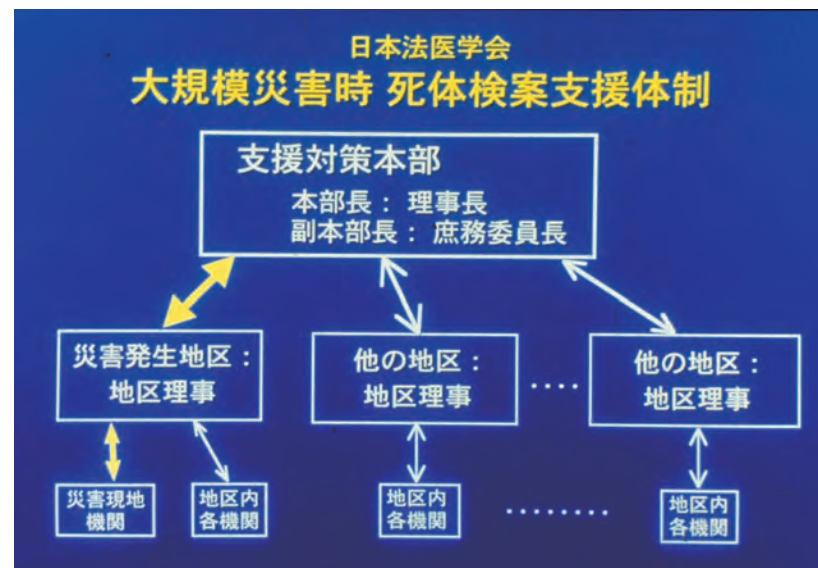 日本法医学会
大規模災害時 死体検案支援体制
支援対策本部
本部長： 理事長
副本部長： 庶務委員長
災害発生地区：
地区理事
他の地区：
地区理事
‥‥
他の地区：
地区理事
災害現地
機関
地区内
各機関
地区内
各機関
‥‥‥‥
地区内
各機関